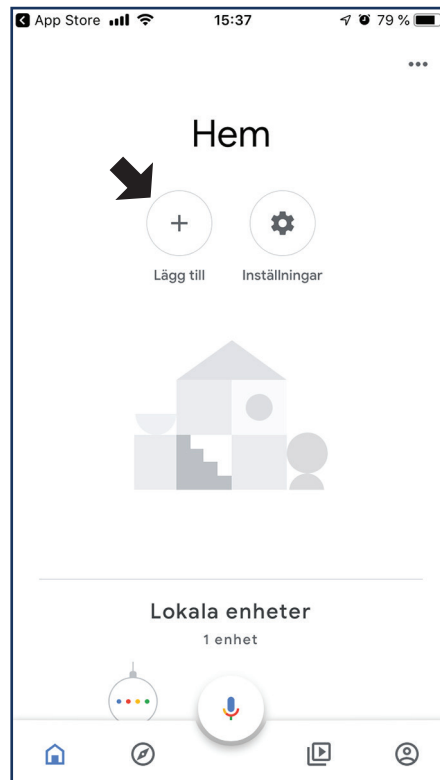 App Store 15:37 79 %
Hem
Lägg till Inställningar
Lokala enheter
1 enhet